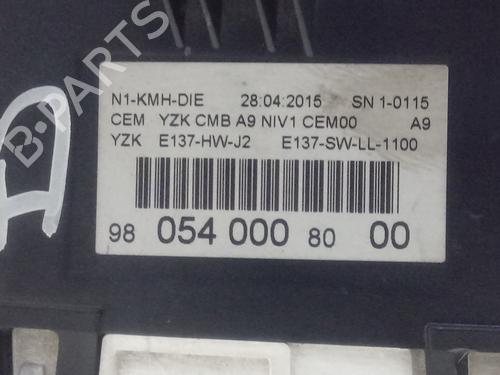 N1-KMH-DIE 28:04:2015 SN 1-0115
CEM YZK CMB A9 NIV1 CEM00 A9
YZK E137-HW-J2 E137-SW-LL-1100
98 054 000 80 00
B-PARTS